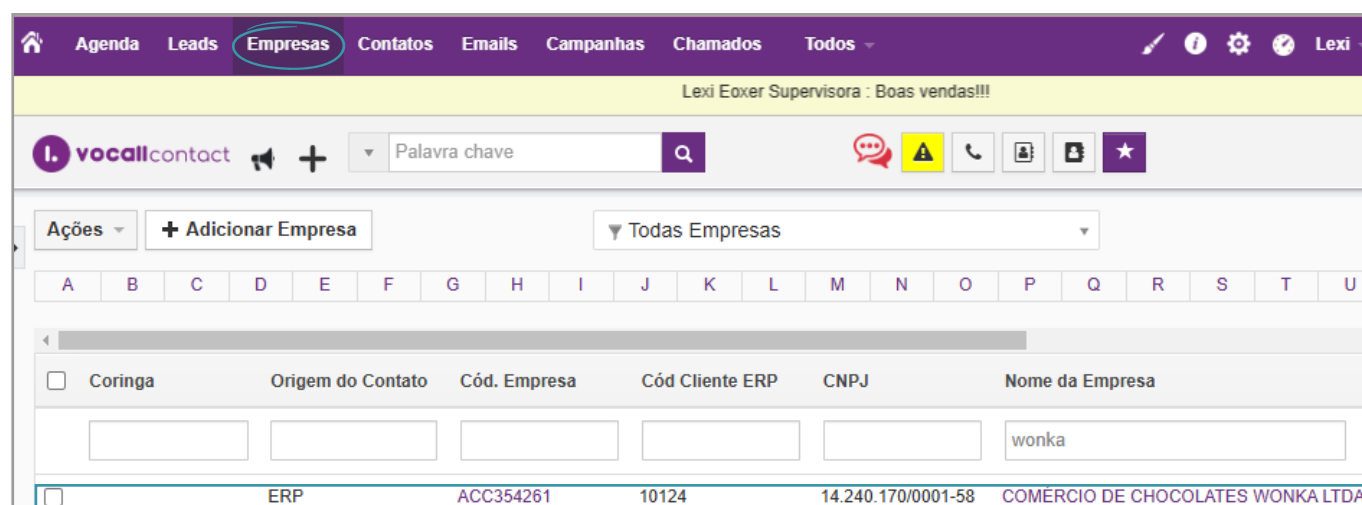 Agenda Leads Empresas Contatos Emails Campanhas Chamados Todos Lexi
Lexi Eoxer Supervisora : Boas vendas!!!
l. vocallcontact Palavra chave
Ações + Adicionar Empresa Todas Empresas
A B C D E F G H I J K L M N O P Q R S T U
Coringa Origem do Contato Cód. Empresa Cód Cliente ERP CNPJ Nome da Empresa
wonka
ERP ACC354261 10124 14.240.170/0001-58 COMÉRCIO DE CHOCOLATES WONKA LTDA